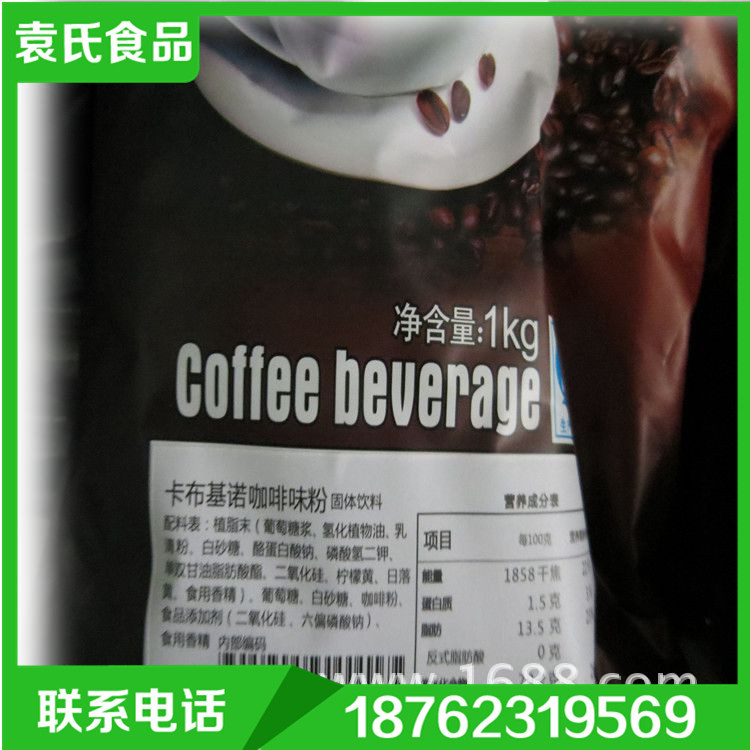 袁氏食品
净含量:1kg
Coffee beverage
卡布基诺咖啡味粉 固体饮料
配料表：植脂末（葡萄糖浆、氢化植物油、乳
清粉、白砂糖、酪蛋白酸钠、磷酸氢二钾、
单双甘油脂肪酸酯、二氧化硅、柠檬黄、日落
黄、食用香精）、葡萄糖、白砂糖、咖啡粉、
食品添加剂（二氧化硅、六偏磷酸钠）、
食用香精 内部编码
营养成分表
项目 每100克
能量 1858千焦
蛋白质 1.5克
脂肪 13.5克
反式脂肪酸 0克
1688.com
联系电话 18762319569